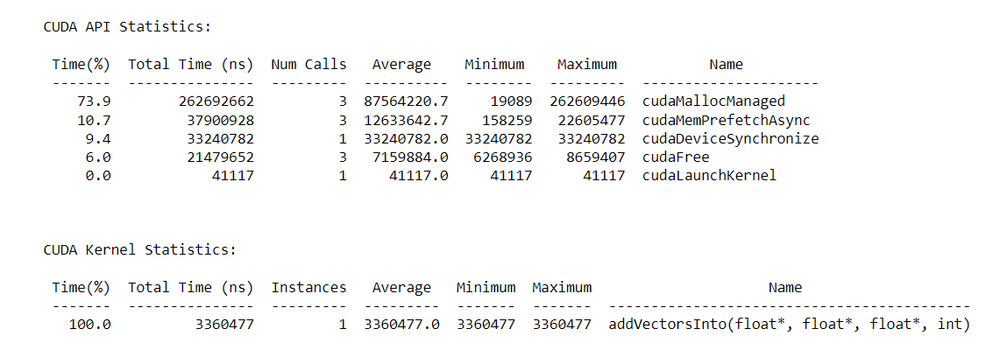 CUDA API Statistics:
Time(%)  Total Time (ns)  Num Calls   Average    Minimum    Maximum           Name
-------  ---------------  ---------  ----------  --------  ---------  ---------------------
73.9        262692662          3  87564220.7     19089  262609446  cudaMallocManaged
10.7         37900928          3  12633642.7    158259   22605477  cudaMemPrefetchAsync
9.4         33240782          1  33240782.0  33240782   33240782  cudaDeviceSynchronize
6.0         21479652          3   7159884.0   6268936    8659407  cudaFree
0.0            41117          1     41117.0     41117      41117  cudaLaunchKernel
CUDA Kernel Statistics:
Time(%)  Total Time (ns)  Instances   Average   Minimum  Maximum                     Name
-------  ---------------  ---------  ---------  -------  -------  -------------------------------------------
100.0          3360477          1  3360477.0  3360477  3360477  addVectorsInto(float*, float*, float*, int)